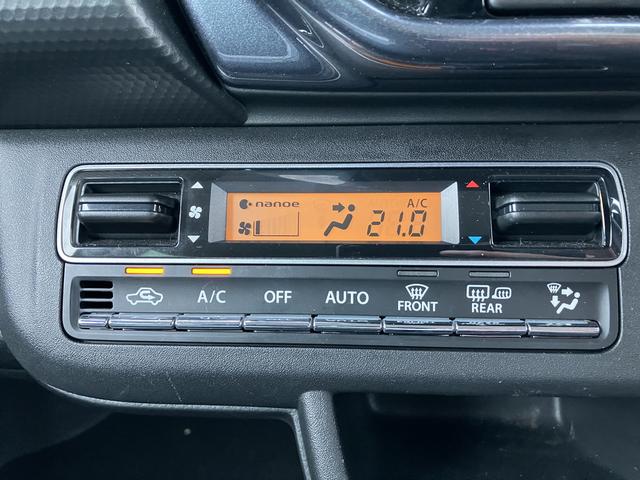 nanoe
A/C
21.0
A/C
OFF
AUTO
FRONT
REAR